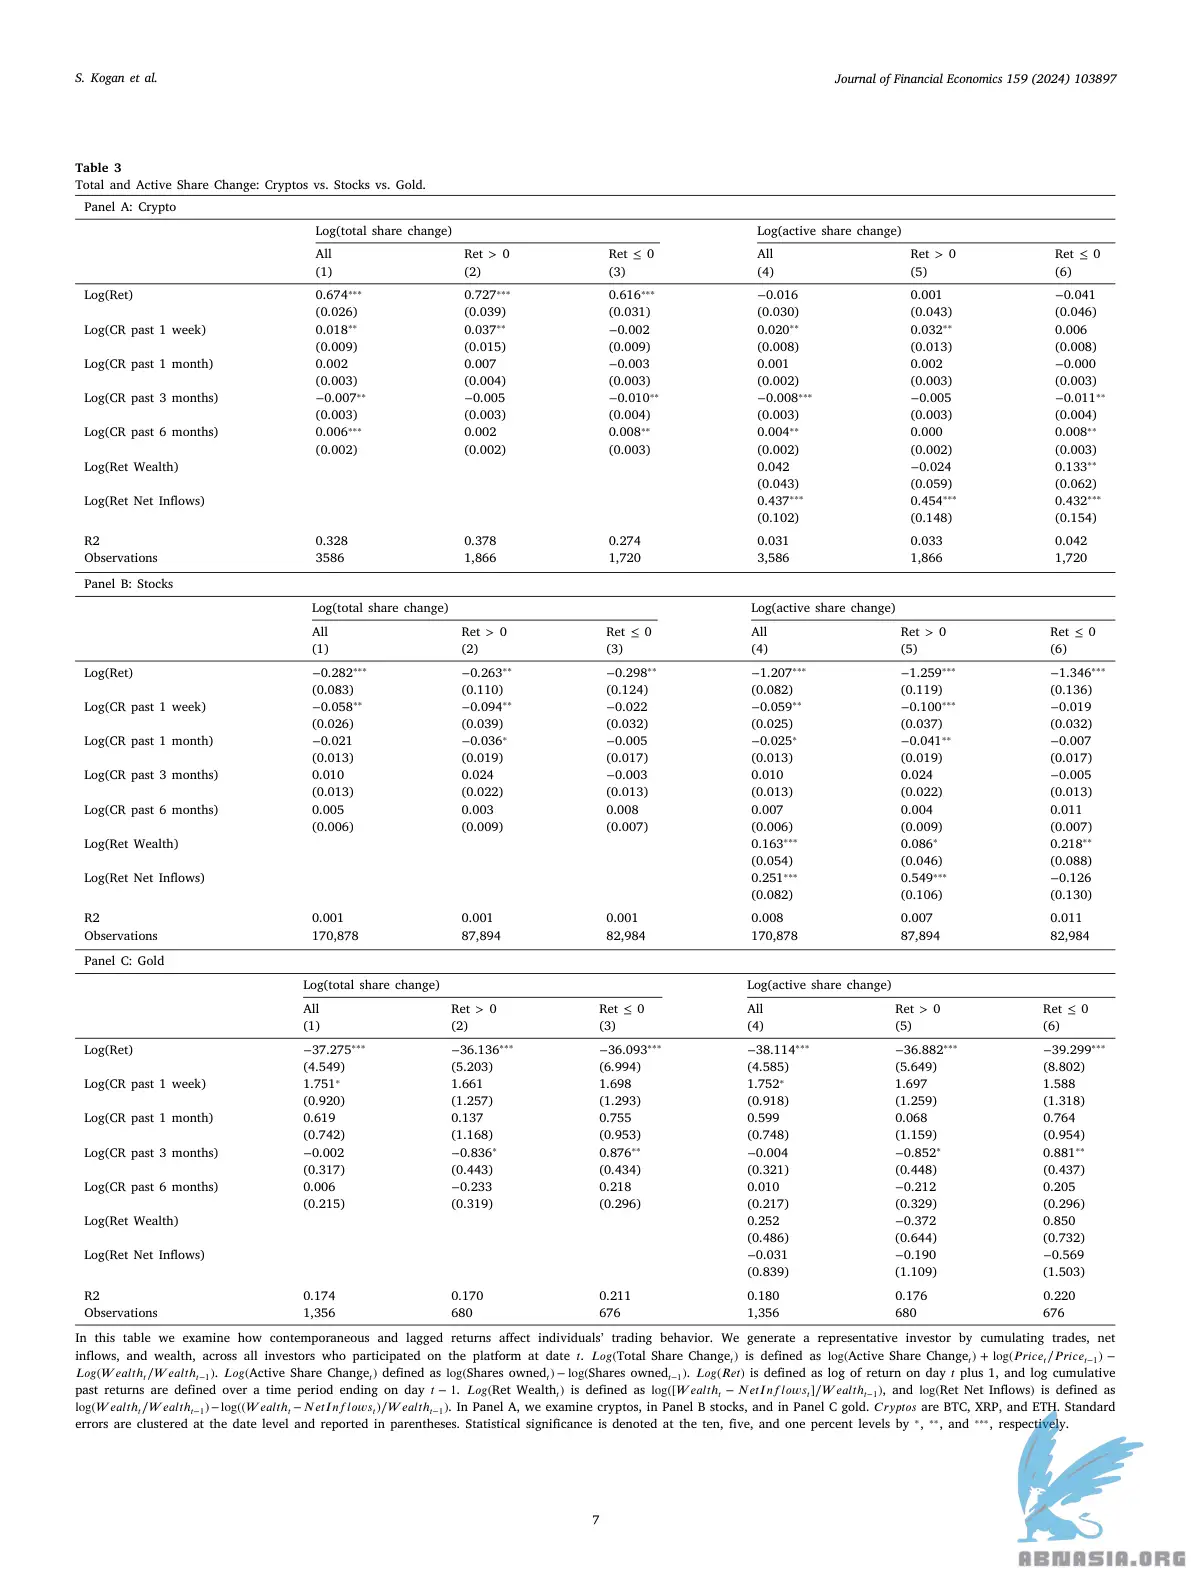 S. Kogan et al.
Journal of Financial Economics 159 (2024) 103897
Table 3
Total and Active Share Change: Cryptos vs. Stocks vs. Gold.
Panel A: Crypto
Log(total share change) Log(active share change)
All Ret > 0 Ret ≤ 0 All Ret > 0 Ret ≤ 0
(1) (2) (3) (4) (5) (6)
Log(Ret) 0.674*** 0.727*** 0.616*** −0.016 0.001 −0.041
(0.026) (0.039) (0.031) (0.030) (0.043) (0.046)
Log(CR past 1 week) 0.018** 0.037** −0.002 0.020** 0.032** 0.006
(0.009) (0.015) (0.009) (0.008) (0.013) (0.008)
Log(CR past 1 month) 0.002 0.007 −0.003 0.001 0.002 −0.000
(0.003) (0.004) (0.003) (0.002) (0.003) (0.003)
Log(CR past 3 months) −0.007** −0.005 −0.010** −0.008*** −0.005 −0.011**
(0.003) (0.003) (0.004) (0.003) (0.003) (0.004)
Log(CR past 6 months) 0.006*** 0.002 0.008** 0.004** 0.000 0.008**
(0.002) (0.002) (0.003) (0.002) (0.002) (0.003)
Log(Ret Wealth) 0.042 −0.024 0.133**
(0.043) (0.059) (0.062)
Log(Ret Net Inflows) 0.437*** 0.454*** 0.432***
(0.102) (0.148) (0.154)
R2 0.328 0.378 0.274 0.031 0.033 0.042
Observations 3586 1,866 1,720 3,586 1,866 1,720
Panel B: Stocks
Log(total share change) Log(active share change)
All Ret > 0 Ret ≤ 0 All Ret > 0 Ret ≤ 0
(1) (2) (3) (4) (5) (6)
Log(Ret) −0.282*** −0.263** −0.298** −1.207*** −1.259*** −1.346***
(0.083) (0.110) (0.124) (0.082) (0.119) (0.136)
Log(CR past 1 week) −0.058** −0.094** −0.022 −0.059** −0.100*** −0.019
(0.026) (0.039) (0.032) (0.025) (0.037) (0.032)
Log(CR past 1 month) −0.021 −0.036* −0.005 −0.025* −0.041** −0.007
(0.013) (0.019) (0.017) (0.013) (0.019) (0.017)
Log(CR past 3 months) 0.010 0.024 −0.003 0.010 0.024 −0.005
(0.013) (0.022) (0.013) (0.013) (0.022) (0.013)
Log(CR past 6 months) 0.005 0.003 0.008 0.007 0.004 0.011
(0.006) (0.009) (0.007) (0.006) (0.009) (0.007)
Log(Ret Wealth) 0.163*** 0.086* 0.218**
(0.054) (0.046) (0.088)
Log(Ret Net Inflows) 0.251*** 0.549*** −0.126
(0.082) (0.106) (0.130)
R2 0.001 0.001 0.001 0.008 0.007 0.011
Observations 170,878 87,894 82,984 170,878 87,894 82,984
Panel C: Gold
Log(total share change) Log(active share change)
All Ret > 0 Ret ≤ 0 All Ret > 0 Ret ≤ 0
(1) (2) (3) (4) (5) (6)
Log(Ret) −37.275*** −36.136*** −36.093*** −38.114*** −36.882*** −39.299***
(4.549) (5.203) (6.994) (4.585) (5.649) (8.802)
Log(CR past 1 week) 1.751* 1.661 1.698 1.752* 1.697 1.588
(0.920) (1.257) (1.293) (0.918) (1.259) (1.318)
Log(CR past 1 month) 0.619 0.137 0.755 0.599 0.068 0.764
(0.742) (1.168) (0.953) (0.748) (1.159) (0.954)
Log(CR past 3 months) −0.002 −0.836* 0.876** −0.004 −0.852* 0.881**
(0.317) (0.443) (0.434) (0.321) (0.448) (0.437)
Log(CR past 6 months) 0.006 −0.233 0.218 0.010 −0.212 0.205
(0.215) (0.319) (0.296) (0.217) (0.329) (0.296)
Log(Ret Wealth) 0.252 −0.372 0.850
(0.486) (0.644) (0.732)
Log(Ret Net Inflows) −0.031 −0.190 −0.569
(0.839) (1.109) (1.503)
R2 0.174 0.170 0.211 0.180 0.176 0.220
Observations 1,356 680 676 1,356 680 676
In this table we examine how contemporaneous and lagged returns affect individuals' trading behavior. We generate a representative investor by cumulating trades, net
inflows, and wealth, across all investors who participated on the platform at date t. Log(Total Share Changeₜ) is defined as log(Active Share Changeₜ) + log(Priceₜ/Priceₜ₋₁) −
Log(Wealthₜ/Wealthₜ₋₁). Log(Active Share Changeₜ) defined as log(Shares ownedₜ) − log(Shares ownedₜ₋₁). Log(Ret) is defined as log of return on day t plus 1, and log cumulative
past returns are defined over a time period ending on day t − 1. Log(Ret Wealthₜ) is defined as log([Wealthₜ − NetInflowsₜ]/Wealthₜ₋₁), and log(Ret Net Inflows) is defined as
log(Wealthₜ/Wealthₜ₋₁)−log((Wealthₜ − NetInflowsₜ)/Wealthₜ₋₁). In Panel A, we examine cryptos, in Panel B stocks, and in Panel C gold. Cryptos are BTC, XRP, and ETH. Standard
errors are clustered at the date level and reported in parentheses. Statistical significance is denoted at the ten, five, and one percent levels by *, **, and ***, respectively.
7
ABNASIA.ORG